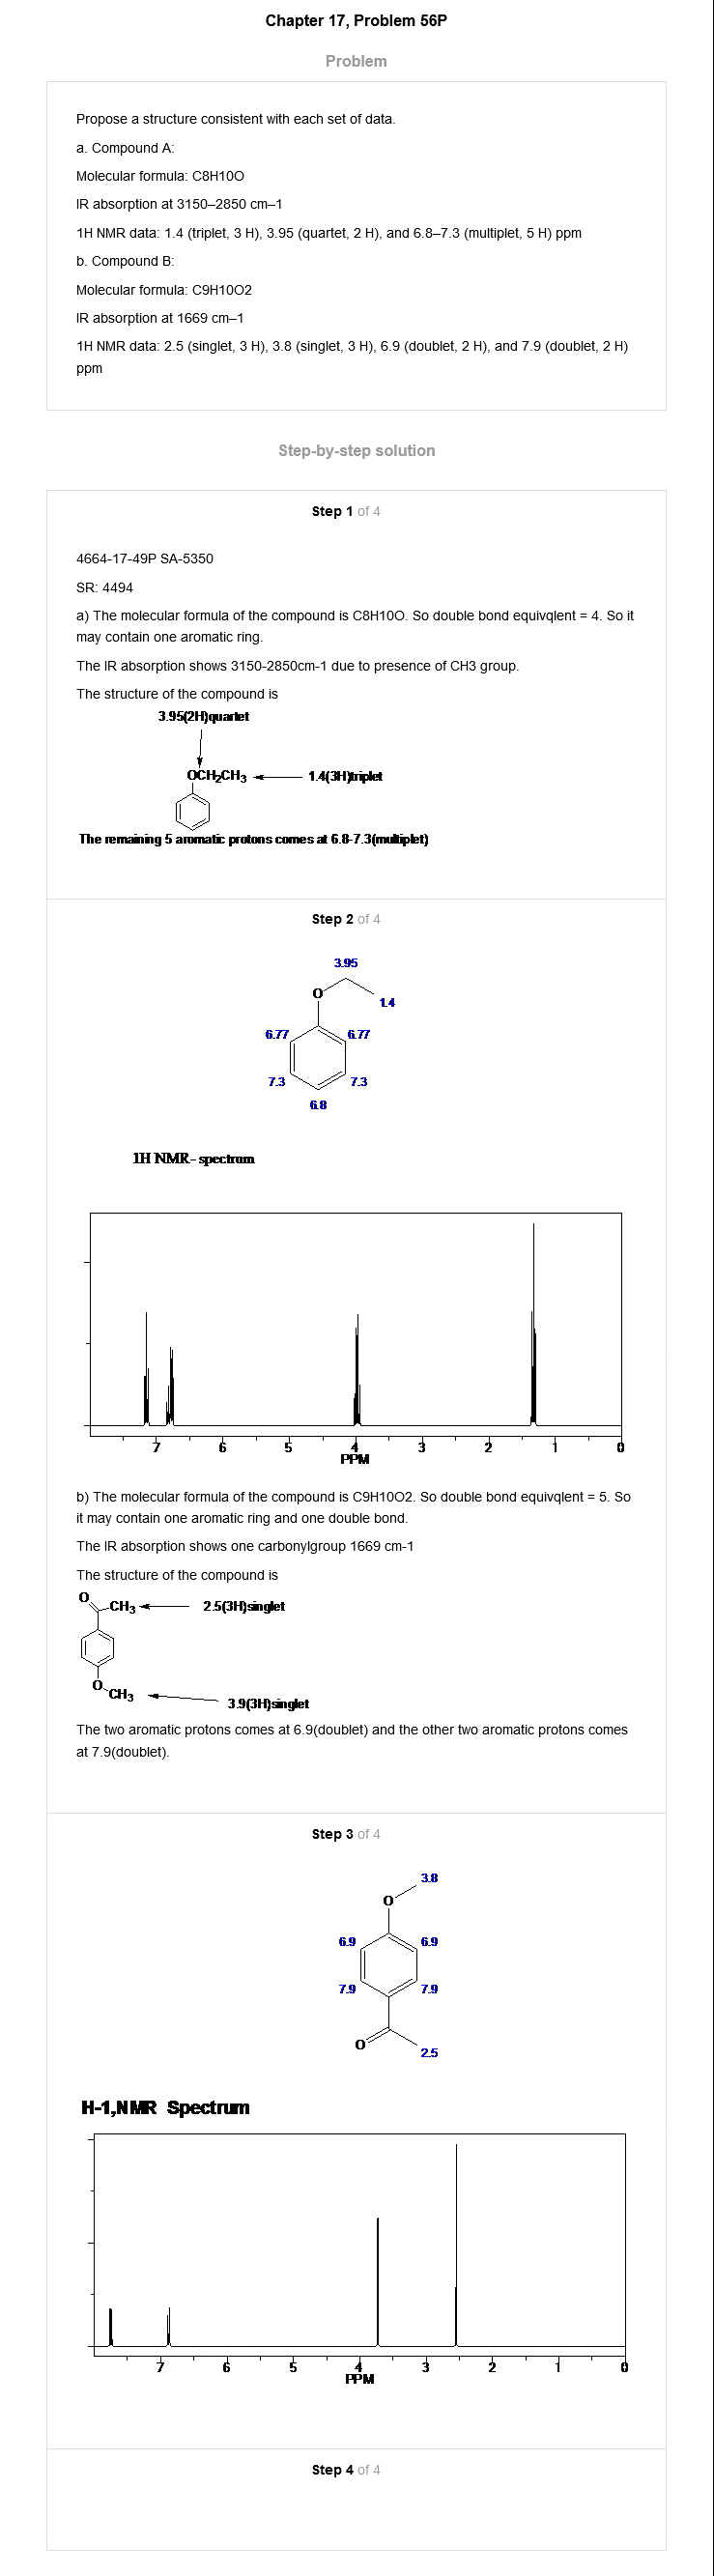 Chapter 17, Problem 56P
Problem
Propose a structure consistent with each set of data.
a. Compound A:
Molecular formula: C8H10O
IR absorption at 3150–2850 cm–1
1H NMR data: 1.4 (triplet, 3 H), 3.95 (quartet, 2 H), and 6.8–7.3 (multiplet, 5 H) ppm
b. Compound B:
Molecular formula: C9H10O2
IR absorption at 1669 cm–1
1H NMR data: 2.5 (singlet, 3 H), 3.8 (singlet, 3 H), 6.9 (doublet, 2 H), and 7.9 (doublet, 2 H)
ppm
Step-by-step solution
Step 1 of 4
4664-17-49P SA-5350
SR: 4494
a) The molecular formula of the compound is C8H10O. So double bond equivqlent = 4. So it
may contain one aromatic ring.
The IR absorption shows 3150-2850cm-1 due to presence of CH3 group.
The structure of the compound is
3.95(2H)quartet
OCH2CH3 1.4(3H)triplet
The remaining 5 aromatic protons comes at 6.8-7.3(multiplet)
Step 2 of 4
3.95
O
1.4
6.77 6.77
7.3 7.3
6.8
1H NMR- spectrum
7 6 5 4 3 2 1 0
PPM
b) The molecular formula of the compound is C9H10O2. So double bond equivqlent = 5. So
it may contain one aromatic ring and one double bond.
The IR absorption shows one carbonylgroup 1669 cm-1
The structure of the compound is
O
CH3 2.5(3H)singlet
O
CH3
3.9(3H)singlet
The two aromatic protons comes at 6.9(doublet) and the other two aromatic protons comes
at 7.9(doublet).
Step 3 of 4
3.8
O
6.9 6.9
7.9 7.9
O
2.5
H-1,NMR Spectrum
7 6 5 4 3 2 1 0
PPM
Step 4 of 4